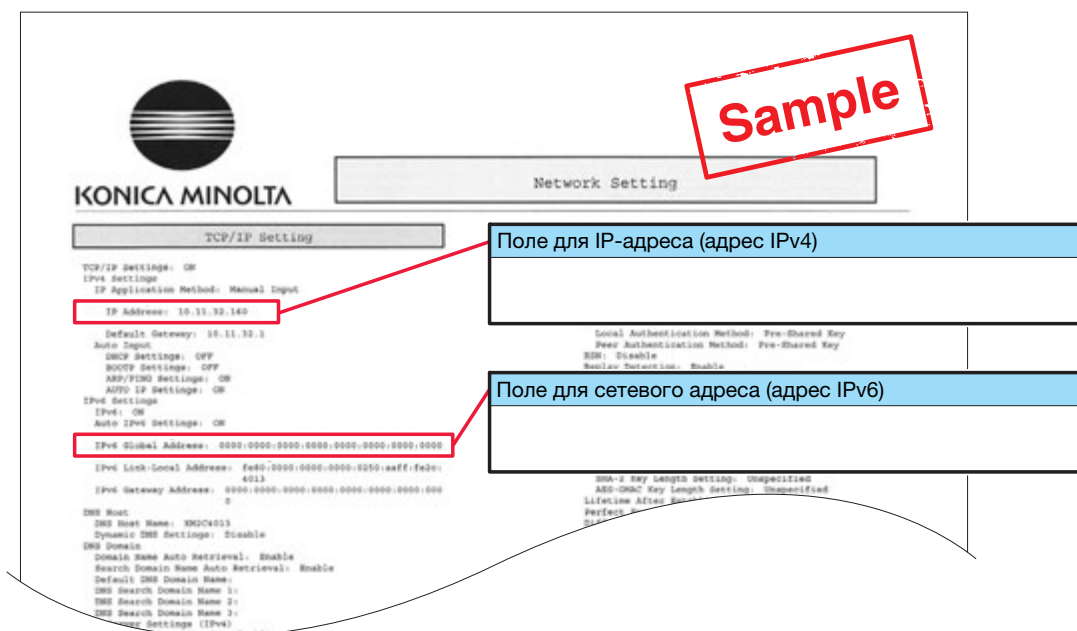 Sample
KONICA MINOLTA
Network Setting
TCP/IP Setting
TCP/IP Settings: ON
IPv4 Settings
IP Application Method: Manual Input
IP Address: 10.11.32.160
Default Gateway: 10.11.32.1
Auto Input
DHCP Settings: OFF
BOOTP Settings: OFF
ARP/PING Settings: ON
AUTO IP Settings: ON
IPv6 Settings
IPv6: ON
Auto IPv6 Settings: ON
IPv6 Global Address: 0000:0000:0000:0000:0000:0000:0000:0000
IPv6 Link-Local Address: fe80:0000:0000:0000:0250:aaff:fe2c:
4013
IPv6 Gateway Address: 0000:0000:0000:0000:0000:0000:0000:000
0
DNS Host
DNS Host Name: KM2C4013
Dynamic DNS Settings: Disable
DNS Domain
Domain Name Auto Retrieval: Enable
Search Domain Name Auto Retrieval: Enable
Default DNS Domain Name:
DNS Search Domain Name 1:
DNS Search Domain Name 2:
DNS Search Domain Name 3:
Settings (IPv4)
Поле для IP-адреса (адрес IPv4)
Local Authentication Method: Pre-Shared Key
Peer Authentication Method: Pre-Shared Key
ESN: Disable
Replay Detection: Enable
Поле для сетевого адреса (адрес IPv6)
SHA-2 Key Length Setting: Unspecified
AES-GMAC Key Length Setting: Unspecified
Lifetime After
Perfect